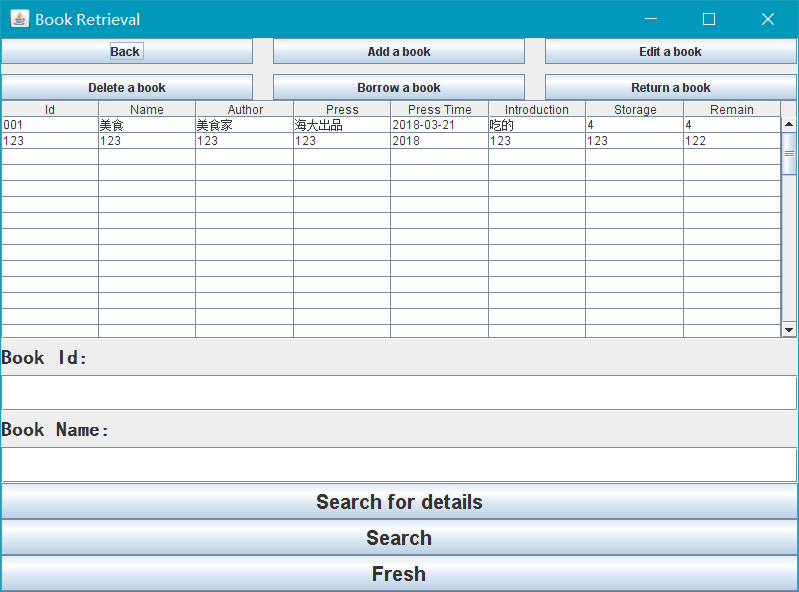 Book Retrieval
Back Add a book Edit a book
Delete a book Borrow a book Return a book
Id Name Author Press Press Time Introduction Storage Remain
001 美食 美食家 海大出品 2018-03-21 吃的 4 4
123 123 123 123 2018 123 123 122
Book Id:
Book Name:
Search for details
Search
Fresh